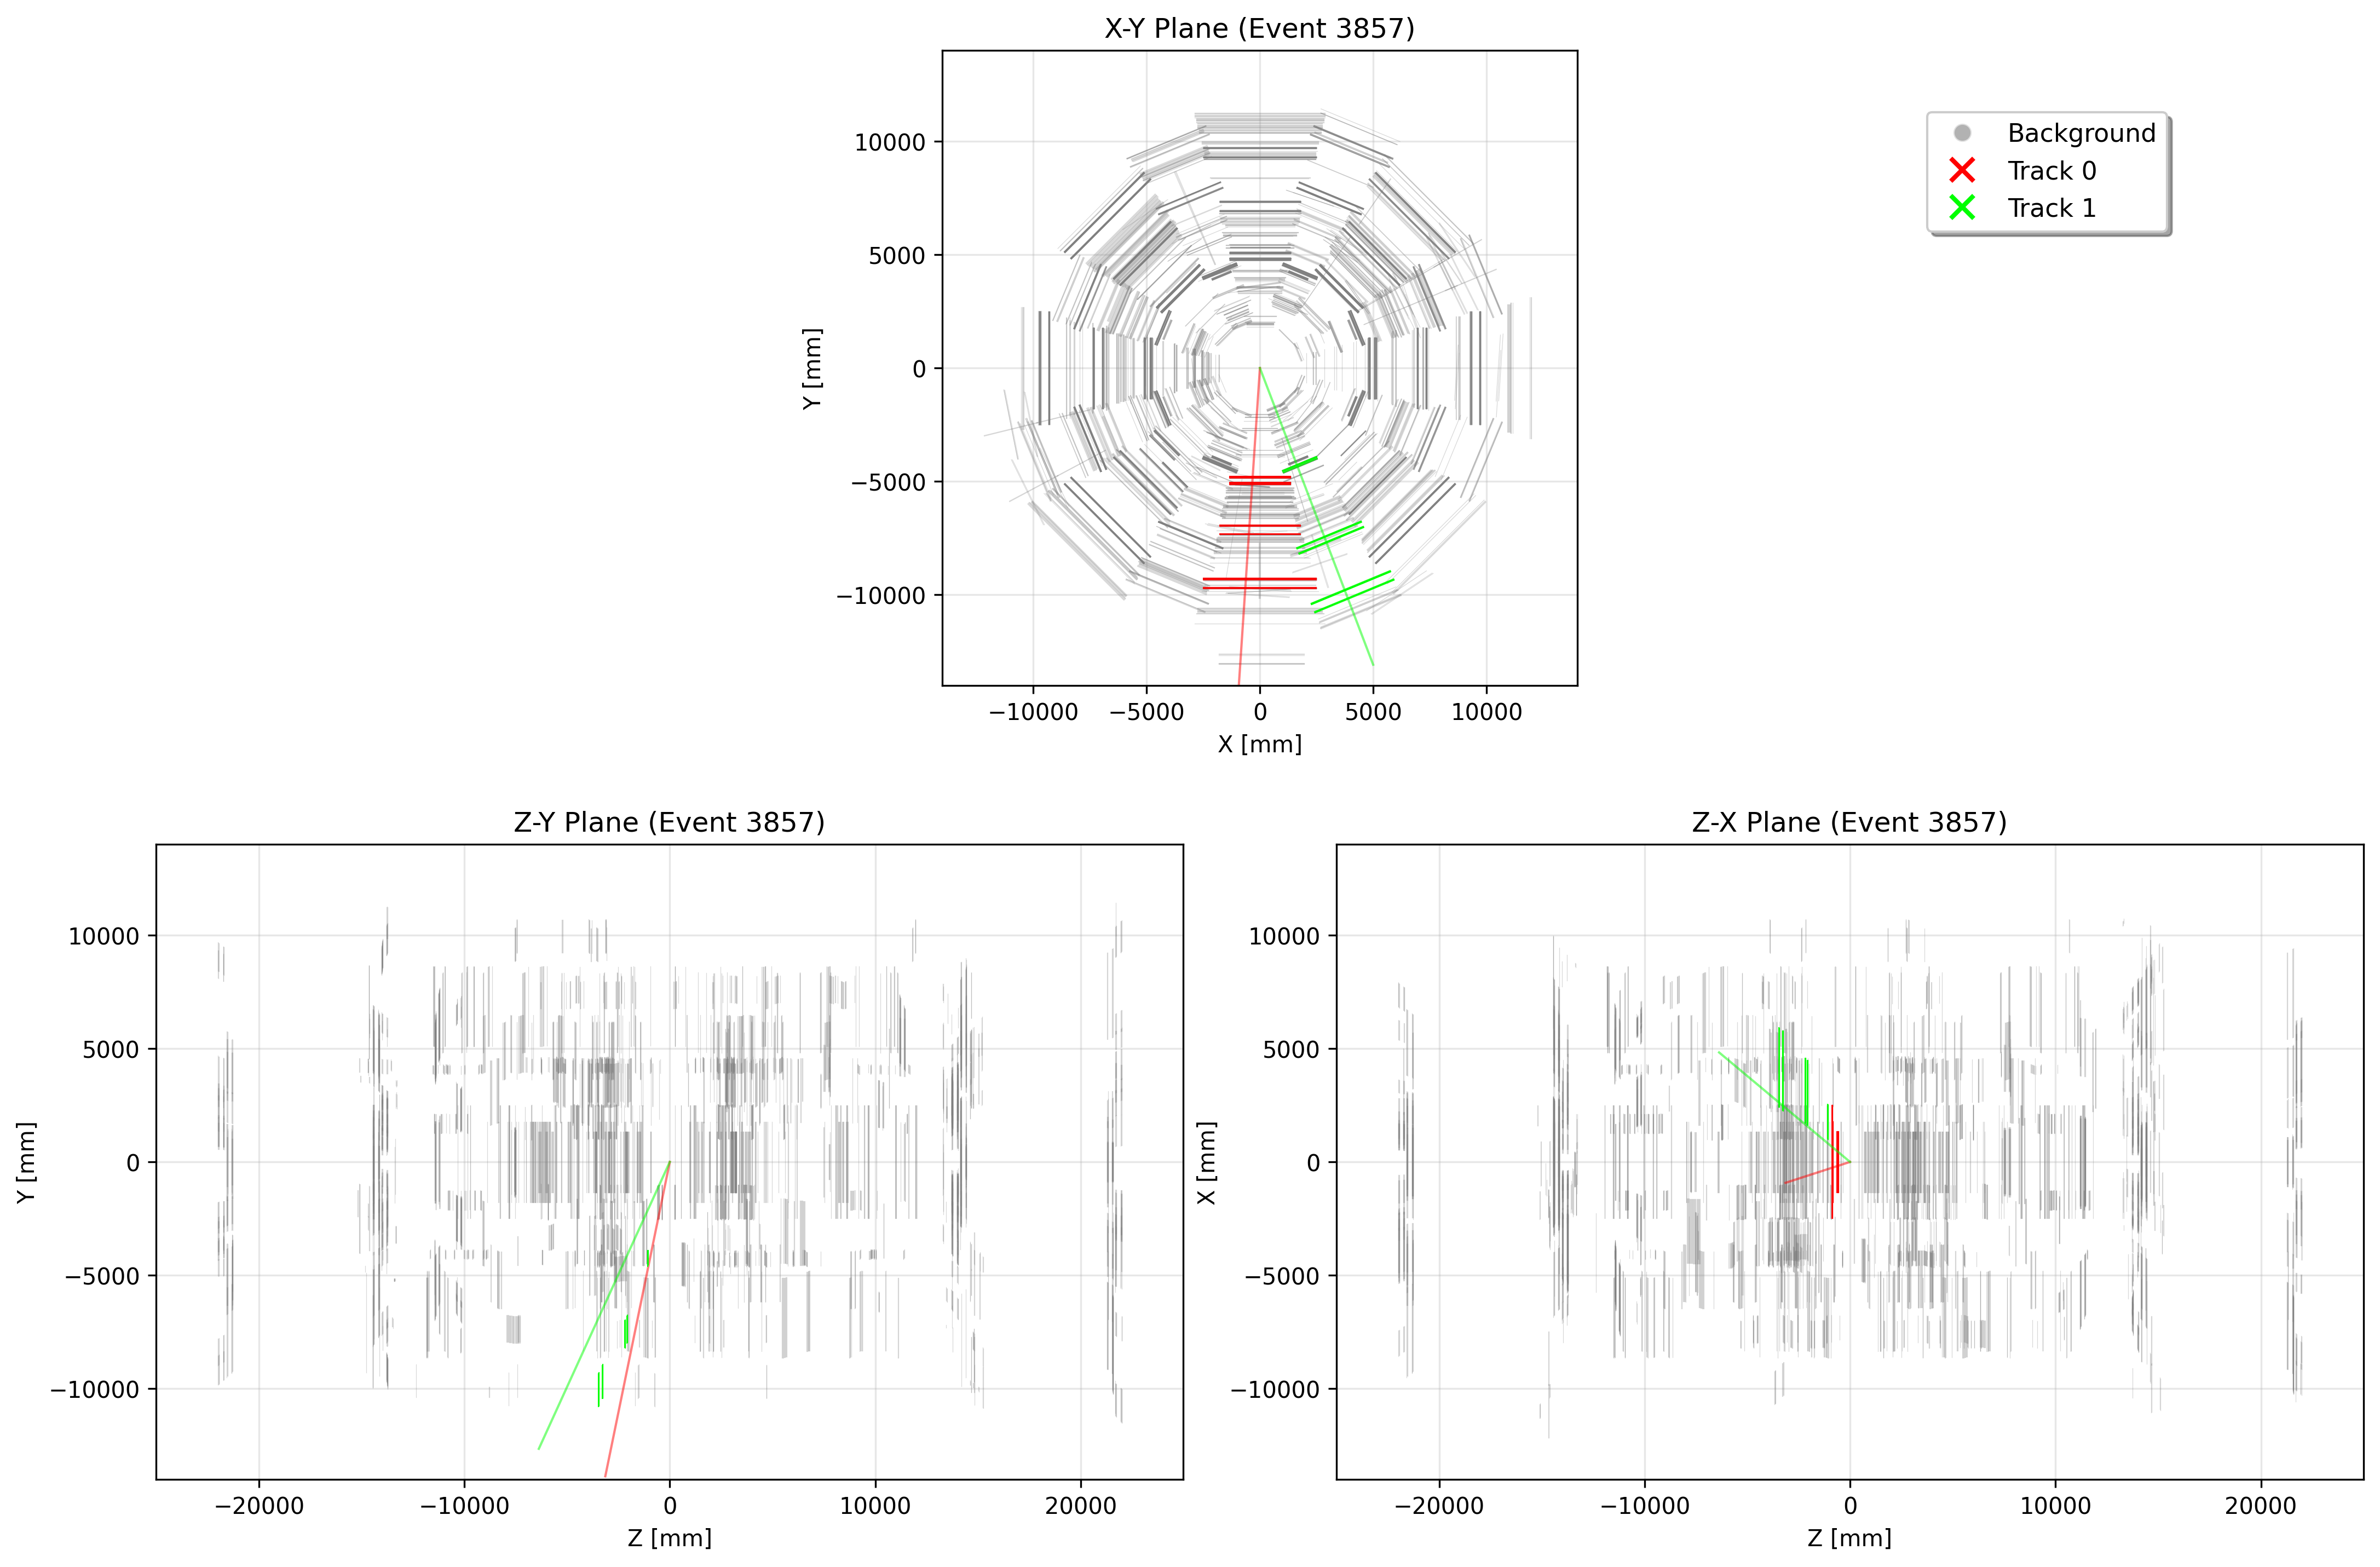 X-Y Plane (Event 3857)
Background
Track 0
Track 1
10000
5000
0
−5000
−10000
Y [mm]
−10000 −5000 0 5000 10000
X [mm]
Z-Y Plane (Event 3857)
10000
5000
0
−5000
−10000
Y [mm]
−20000 −10000 0 10000 20000
Z [mm]
Z-X Plane (Event 3857)
10000
5000
0
−5000
−10000
X [mm]
−20000 −10000 0 10000 20000
Z [mm]